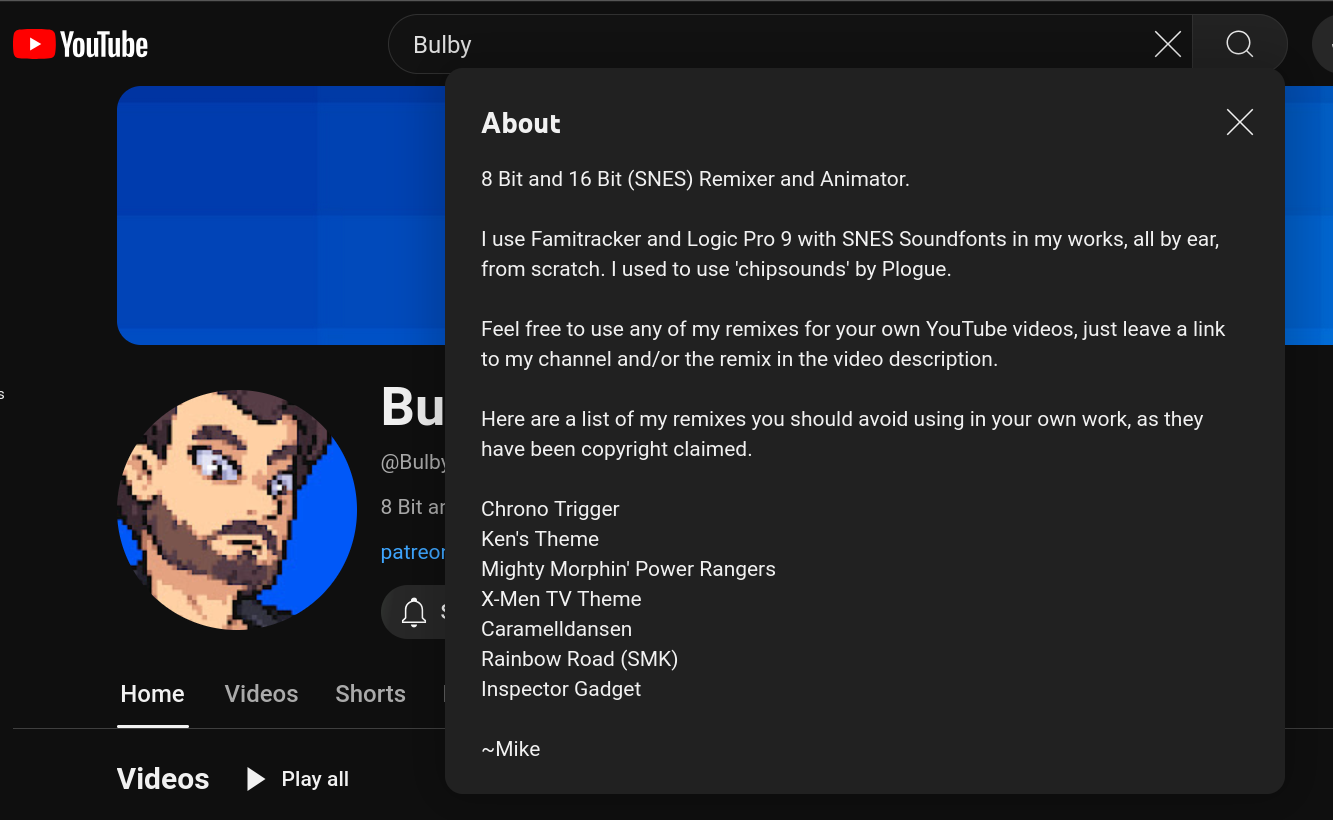 YouTube
Bulby
About
8 Bit and 16 Bit (SNES) Remixer and Animator.
I use Famitracker and Logic Pro 9 with SNES Soundfonts in my works, all by ear,
from scratch. I used to use 'chipsounds' by Plogue.
Feel free to use any of my remixes for your own YouTube videos, just leave a link
to my channel and/or the remix in the video description.
Here are a list of my remixes you should avoid using in your own work, as they
have been copyright claimed.
Chrono Trigger
Ken's Theme
Mighty Morphin' Power Rangers
X-Men TV Theme
Caramelldansen
Rainbow Road (SMK)
Inspector Gadget
~Mike
Bu
@Bulby
8 Bit
Home Videos Shorts
Videos Play all